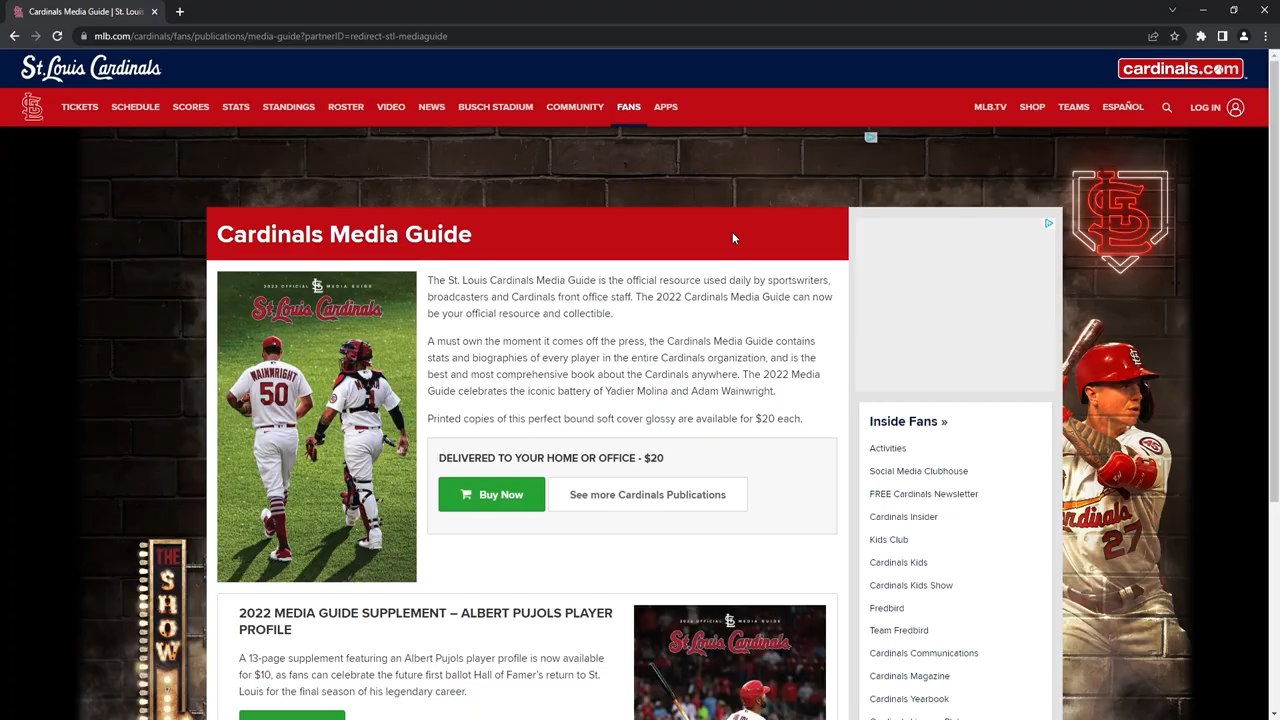 Cardinals Media Guide | St. Louis
mlb.com/cardinals/fans/publications/media-guide?partnerID=redirect-stl-mediaguide
St. Louis Cardinals
cardinals.com
TICKETS SCHEDULE SCORES STATS STANDINGS ROSTER VIDEO NEWS BUSCH STADIUM COMMUNITY FANS APPS MLB.TV SHOP TEAMS ESPAÑOL LOG IN
Cardinals Media Guide
2022 OFFICIAL STL MEDIA GUIDE
St. Louis Cardinals
WAINWRIGHT
50
The St. Louis Cardinals Media Guide is the official resource used daily by sportswriters,
broadcasters and Cardinals front office staff. The 2022 Cardinals Media Guide can now
be your official resource and collectible.
A must own the moment it comes off the press, the Cardinals Media Guide contains
stats and biographies of every player in the entire Cardinals organization, and is the
best and most comprehensive book about the Cardinals anywhere. The 2022 Media
Guide celebrates the iconic battery of Yadier Molina and Adam Wainwright.
Printed copies of this perfect bound soft cover glossy are available for $20 each.
DELIVERED TO YOUR HOME OR OFFICE - $20
Buy Now
See more Cardinals Publications
2022 MEDIA GUIDE SUPPLEMENT – ALBERT PUJOLS PLAYER
PROFILE
A 13-page supplement featuring an Albert Pujols player profile is now available
for $10, as fans can celebrate the future first ballot Hall of Famer's return to St.
Louis for the final season of his legendary career.
2022 OFFICIAL STL MEDIA GUIDE
St. Louis Cardinals
Inside Fans »
Activities
Social Media Clubhouse
FREE Cardinals Newsletter
Cardinals Insider
Kids Club
Cardinals Kids
Cardinals Kids Show
Fredbird
Team Fredbird
Cardinals Communications
Cardinals Magazine
Cardinals Yearbook
THE
SHOW
STL
Cardinals
27